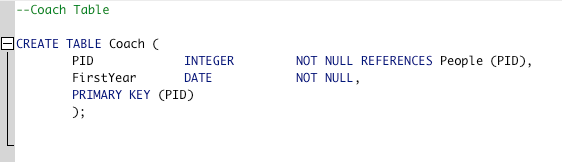 --Coach Table
CREATE TABLE Coach (
PID INTEGER NOT NULL REFERENCES People (PID),
FirstYear DATE NOT NULL,
PRIMARY KEY (PID)
);